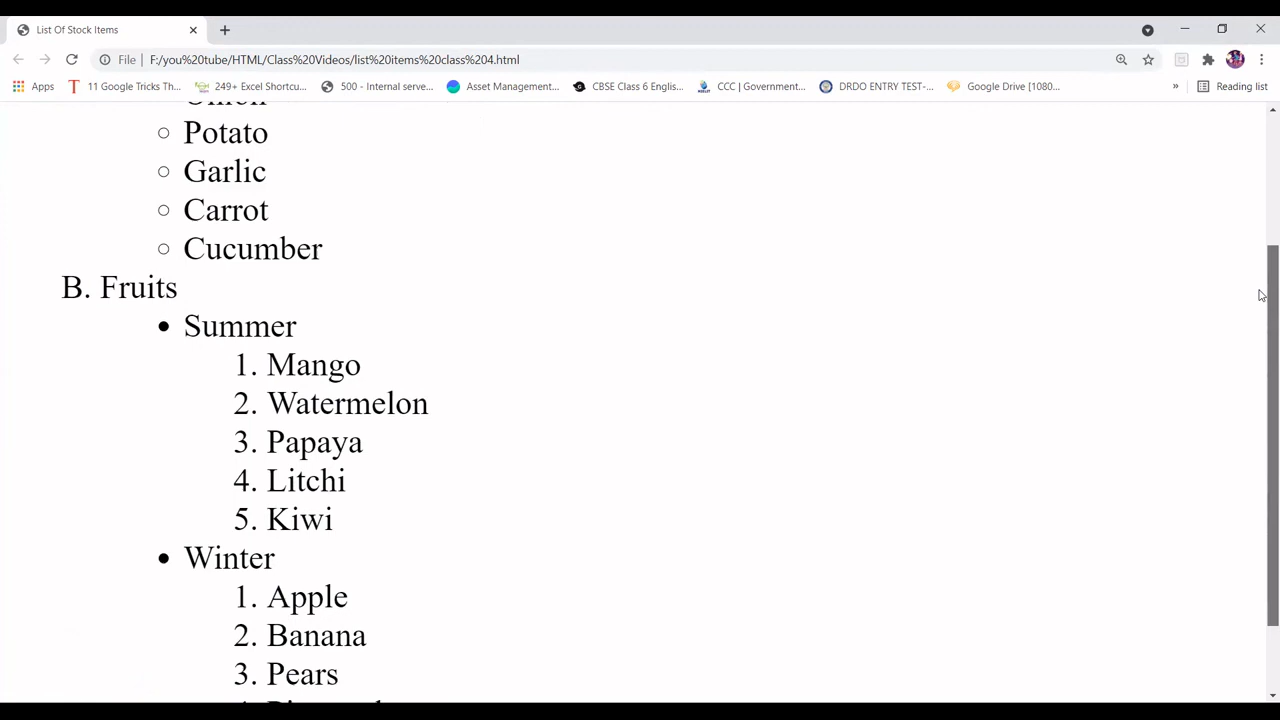 List Of Stock Items
File F:/you%20tube/HTML/Class%20Videos/list%20items%20class%204.html
Apps 11 Google Tricks Th... 249+ Excel Shortcu... 500 - Internal serve... Asset Management... CBSE Class 6 Englis... CCC | Government... DRDO ENTRY TEST-... Google Drive [1080... » Reading list
Potato
Garlic
Carrot
Cucumber
B. Fruits
Summer
1. Mango
2. Watermelon
3. Papaya
4. Litchi
5. Kiwi
Winter
1. Apple
2. Banana
3. Pears